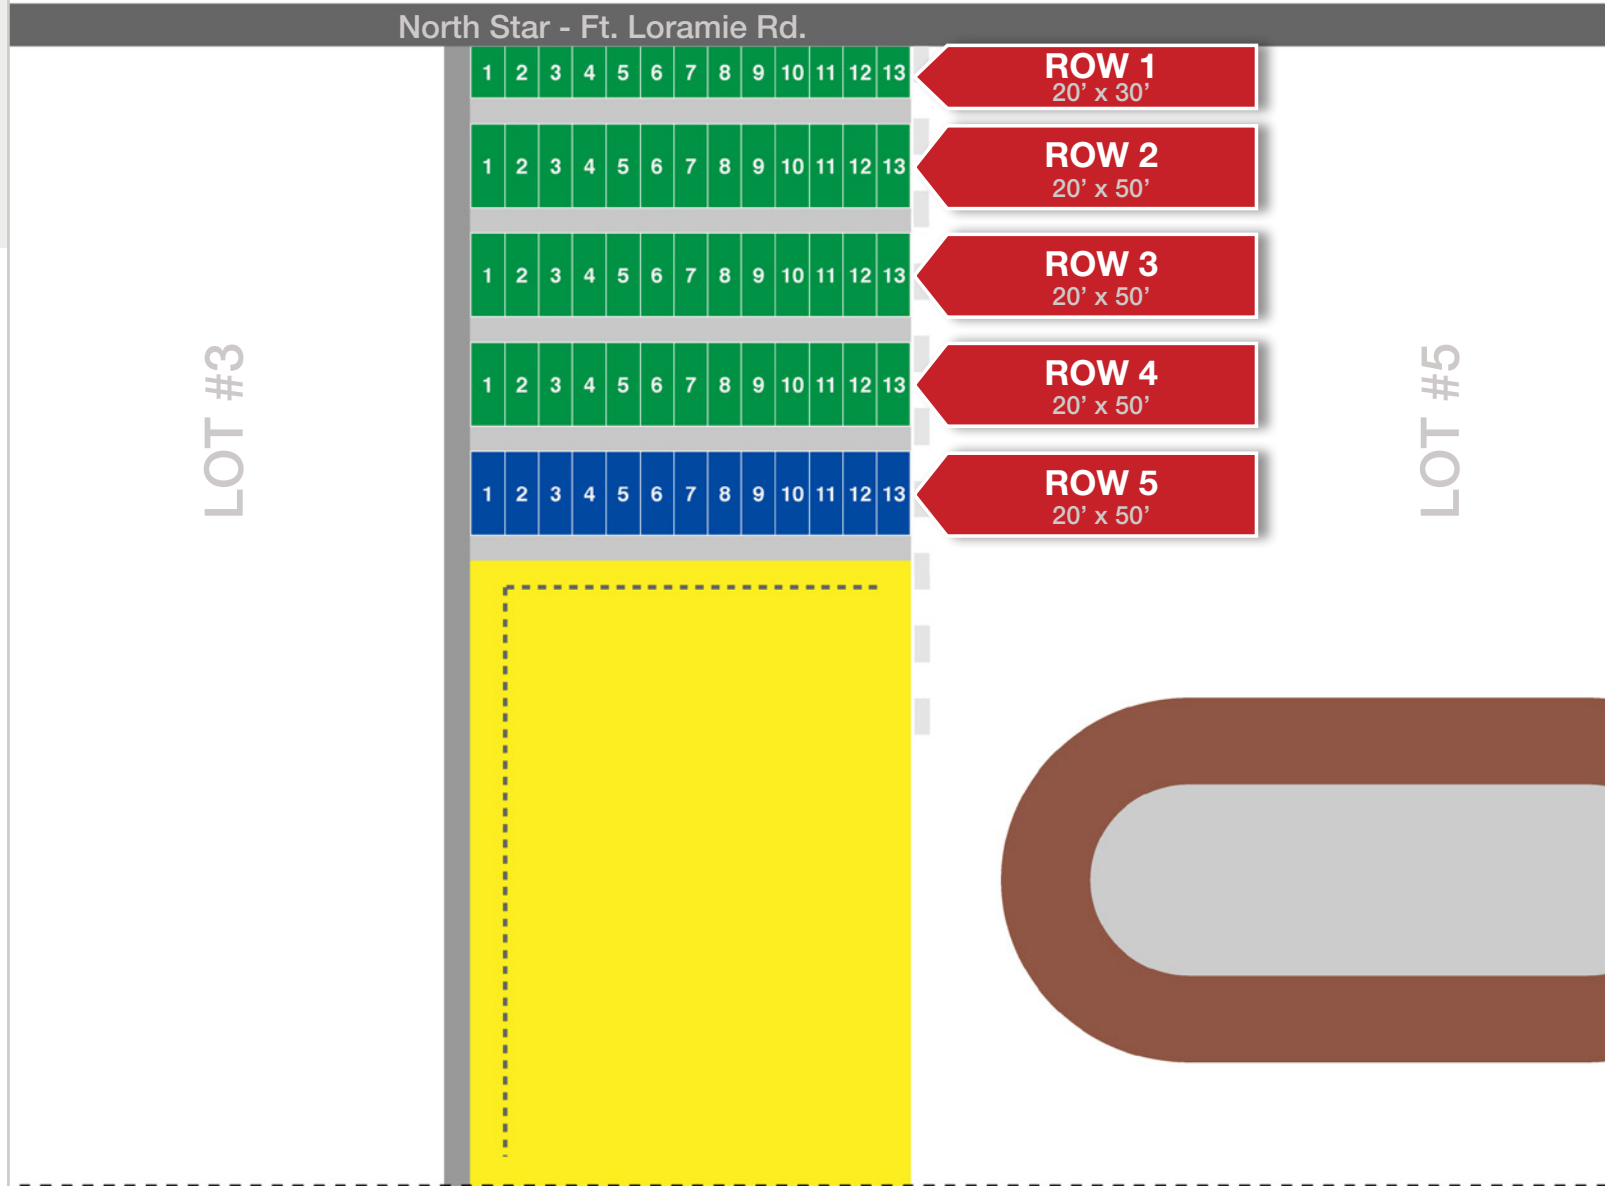 North Star - Ft. Loramie Rd.
1 2 3 4 5 6 7 8 9 10 11 12 13
ROW 1
20’ x 30’
1 2 3 4 5 6 7 8 9 10 11 12 13
ROW 2
20’ x 50’
1 2 3 4 5 6 7 8 9 10 11 12 13
ROW 3
20’ x 50’
1 2 3 4 5 6 7 8 9 10 11 12 13
ROW 4
20’ x 50’
1 2 3 4 5 6 7 8 9 10 11 12 13
ROW 5
20’ x 50’
LOT #3
LOT #5